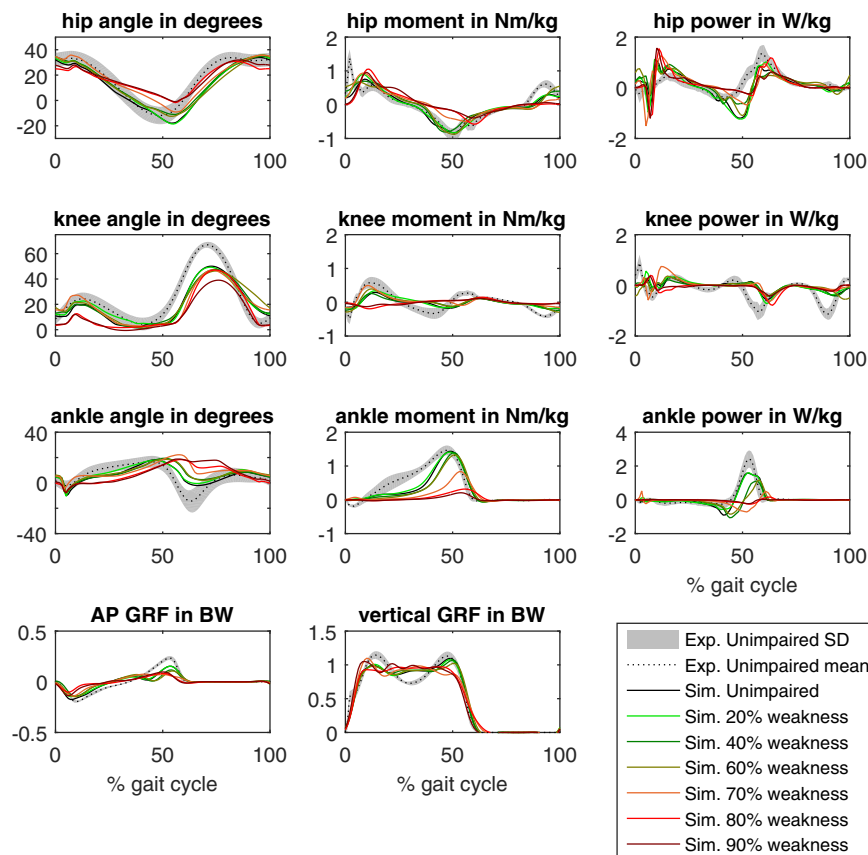 hip angle in degrees
hip moment in Nm/kg
hip power in W/kg
40
20
0
-20
0 50 100
2
1
0
-1
0 50 100
2
0
-2
0 50 100
knee angle in degrees
knee moment in Nm/kg
knee power in W/kg
60
40
20
0
0 50 100
2
1
0
-1
0 50 100
2
0
-2
0 50 100
ankle angle in degrees
ankle moment in Nm/kg
ankle power in W/kg
40
0
-40
0 50 100
2
1
0
-1
0 50 100
4
2
0
-2
0 50 100
% gait cycle
AP GRF in BW
vertical GRF in BW
0.5
0
-0.5
0 50 100
% gait cycle
1.5
1
0.5
0
0 50 100
% gait cycle
Exp. Unimpaired SD
Exp. Unimpaired mean
Sim. Unimpaired
Sim. 20% weakness
Sim. 40% weakness
Sim. 60% weakness
Sim. 70% weakness
Sim. 80% weakness
Sim. 90% weakness